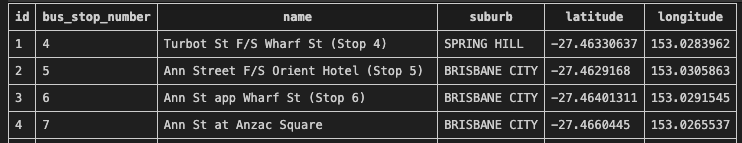 id bus_stop_number name suburb latitude longitude
1 4 Turbot St F/S Wharf St (Stop 4) SPRING HILL -27.46330637 153.0283962
2 5 Ann Street F/S Orient Hotel (Stop 5) BRISBANE CITY -27.4629168 153.0305863
3 6 Ann St app Wharf St (Stop 6) BRISBANE CITY -27.46401311 153.0291545
4 7 Ann St at Anzac Square BRISBANE CITY -27.4660445 153.0265537